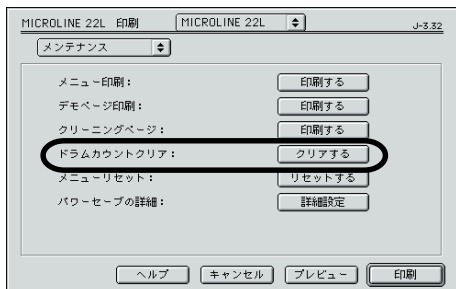 MICROLINE 22L 印刷 MICROLINE 22L J-3.32
メンテナンス
メニュー印刷： 印刷する
デモページ印刷： 印刷する
クリーニングページ： 印刷する
ドラムカウントクリア： クリアする
メニューリセット： リセットする
パワーセーブの詳細： 詳細設定
ヘルプ キャンセル プレビュー 印刷